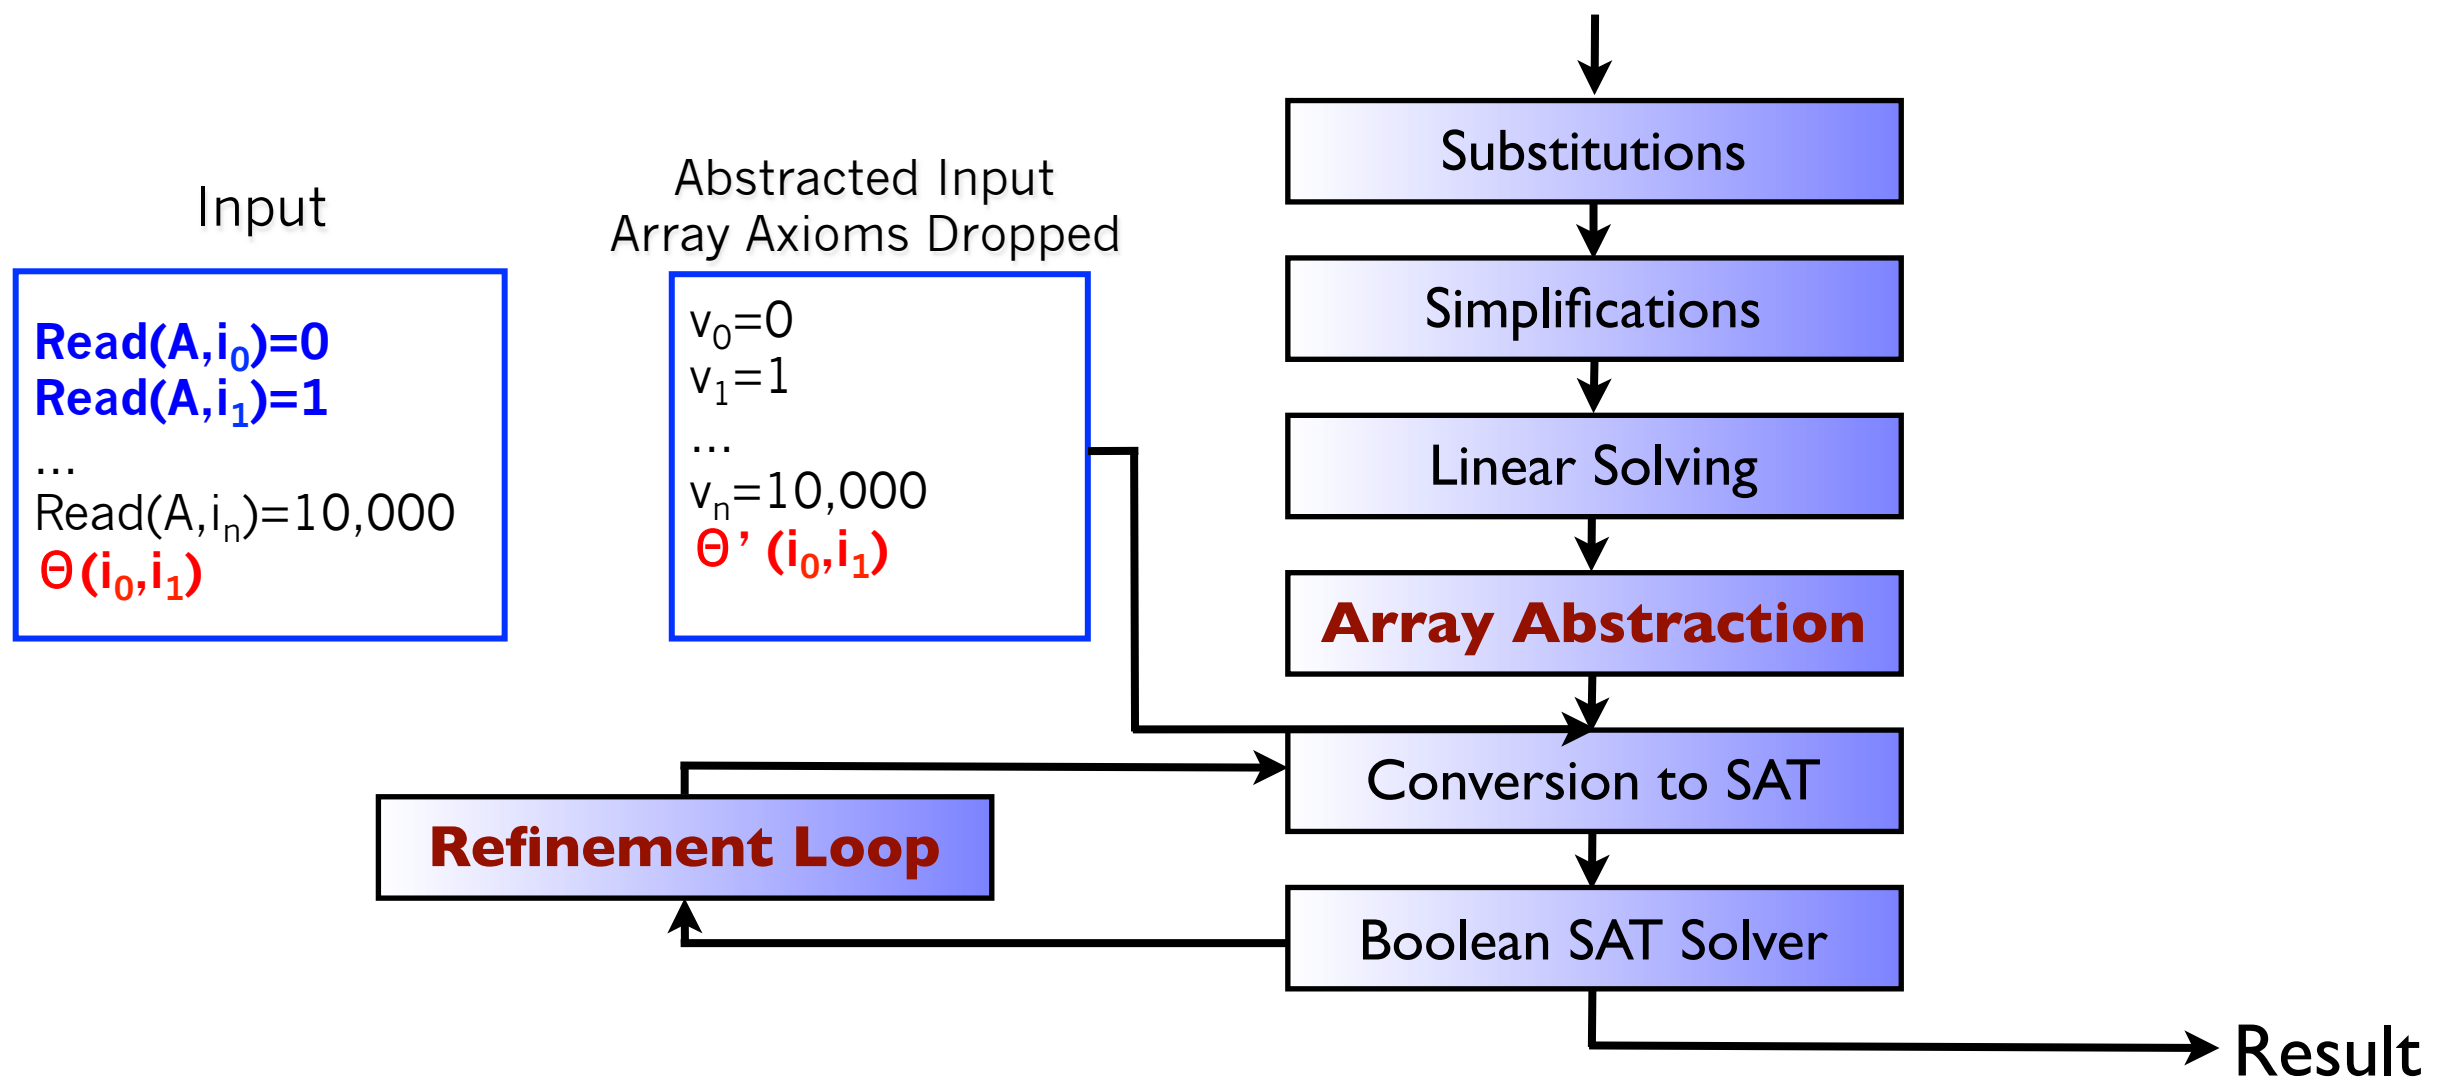 Input
Read(A,i₀)=0
Read(A,i₁)=1
...
Read(A,iₙ)=10,000
Θ(i₀,i₁)
Abstracted Input
Array Axioms Dropped
v₀=0
v₁=1
...
vₙ=10,000
Θ’(i₀,i₁)
Substitutions
Simplifications
Linear Solving
Array Abstraction
Conversion to SAT
Refinement Loop
Boolean SAT Solver
Result